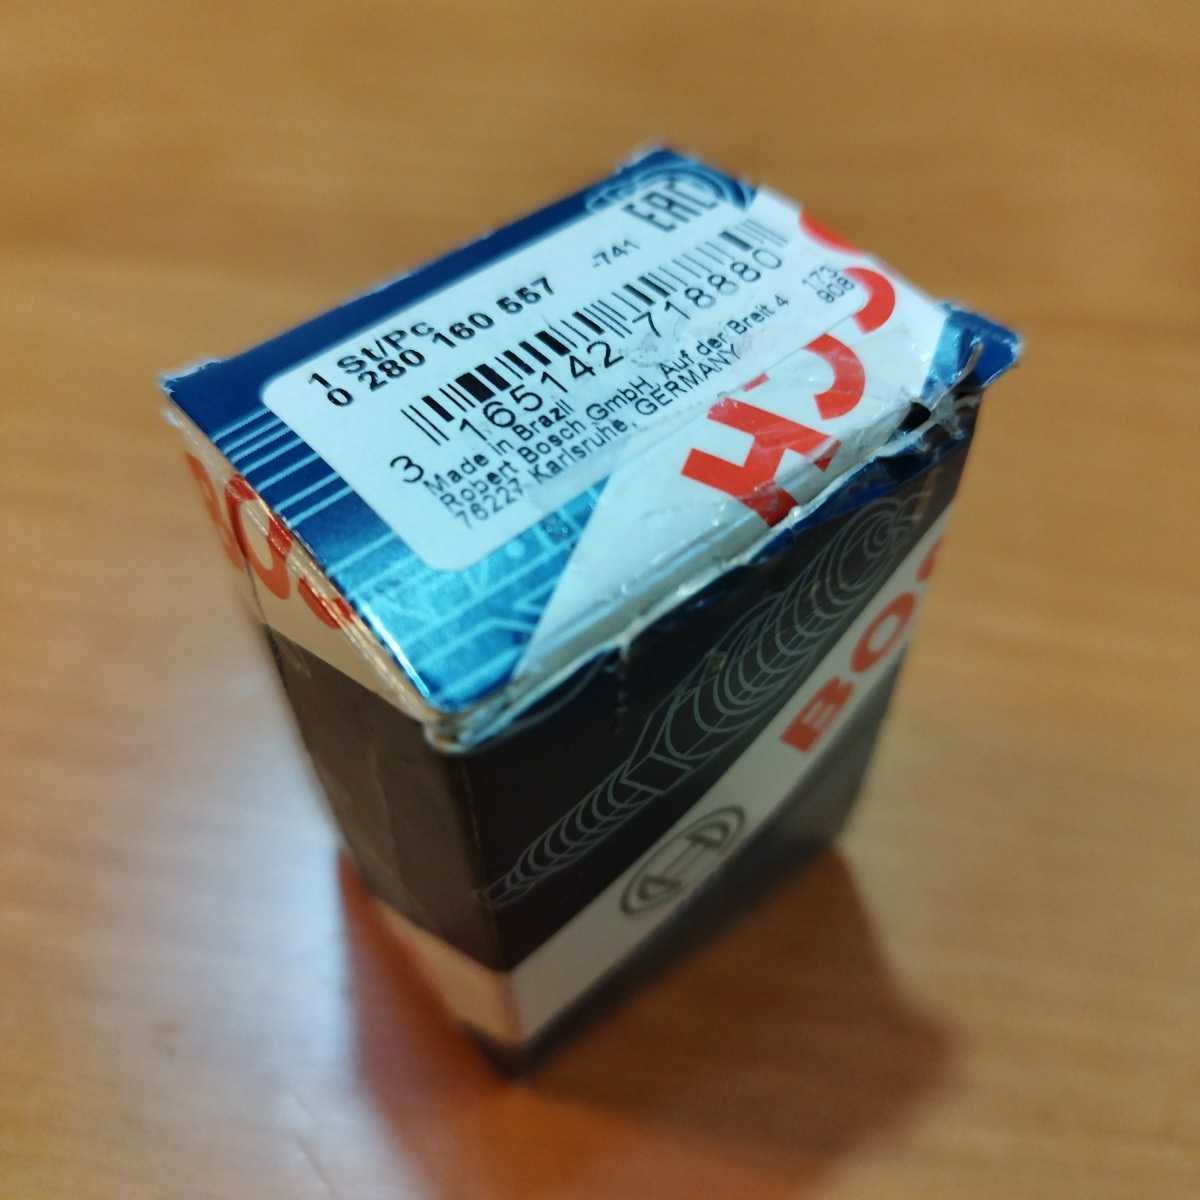 EAC
1 St/Pc
0 280 160 557 -741
3 165142 718880
Made in Brazil 173
Robert Bosch GmbH, Auf der Breit 4 908
76227 Karlsruhe, GERMANY
BOS
BOS